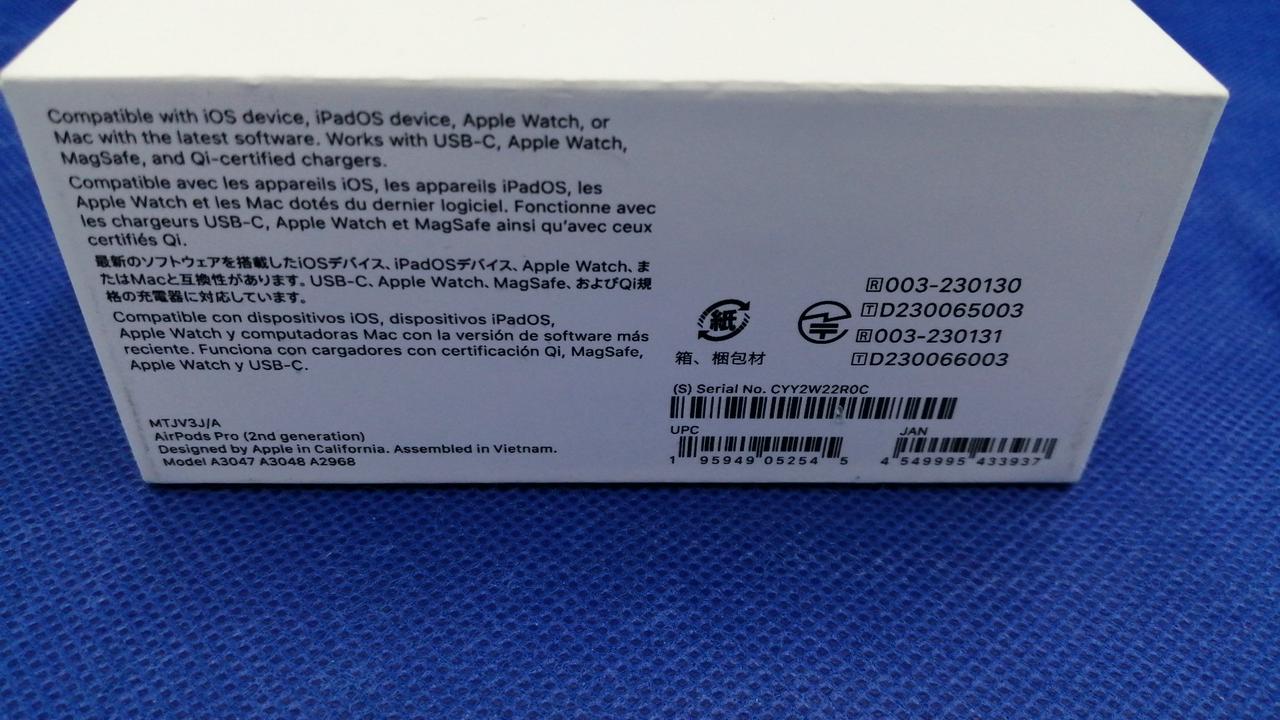 Compatible with iOS device, iPadOS device, Apple Watch, or
Mac with the latest software. Works with USB-C, Apple Watch,
MagSafe, and Qi-certified chargers.
Compatible avec les appareils iOS, les appareils iPadOS, les
Apple Watch et les Mac dotés du dernier logiciel. Fonctionne avec
les chargeurs USB-C, Apple Watch et MagSafe ainsi qu'avec ceux
certifiés Qi.
最新のソフトウェアを搭載したiOSデバイス、iPadOSデバイス、Apple Watch、ま
たはMacと互換性があります。USB-C、Apple Watch、MagSafe、およびQi規
格の充電器に対応しています。
Compatible con dispositivos iOS, dispositivos iPadOS,
Apple Watch y computadoras Mac con la versión de software más
reciente. Funciona con cargadores con certificación Qi, MagSafe,
Apple Watch y USB-C.
MTJV3J/A
AirPods Pro (2nd generation)
Designed by Apple in California. Assembled in Vietnam.
Model A3047 A3048 A2968
紙
箱、梱包材
R 003-230130
T D230065003
R 003-230131
T D230066003
(S) Serial No. CYY2W22R0C
UPC
1 95949 05254 5
JAN
4 549995 433937